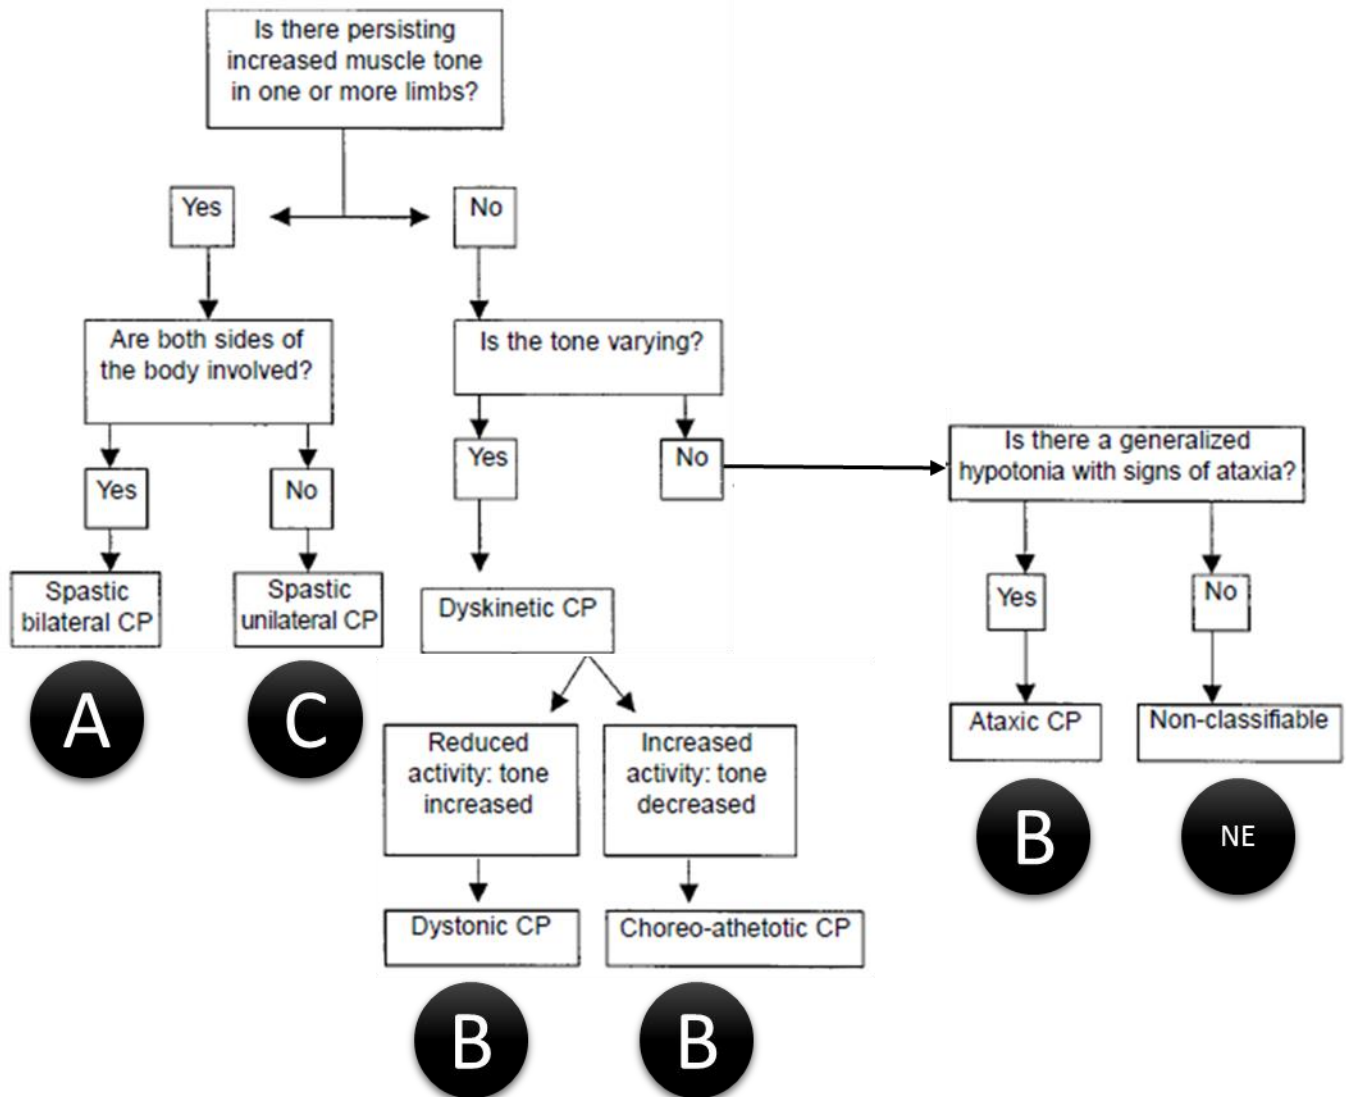 Is there persisting
increased muscle tone
in one or more limbs?
Yes
No
Are both sides of
the body involved?
Is the tone varying?
Yes
No
Yes
No
Is there a generalized
hypotonia with signs of ataxia?
Spastic
bilateral CP
Spastic
unilateral CP
Dyskinetic CP
Yes
No
A
C
Reduced
activity: tone
increased
Increased
activity: tone
decreased
Ataxic CP
Non-classifiable
B
NE
Dystonic CP
Choreo-athetotic CP
B
B